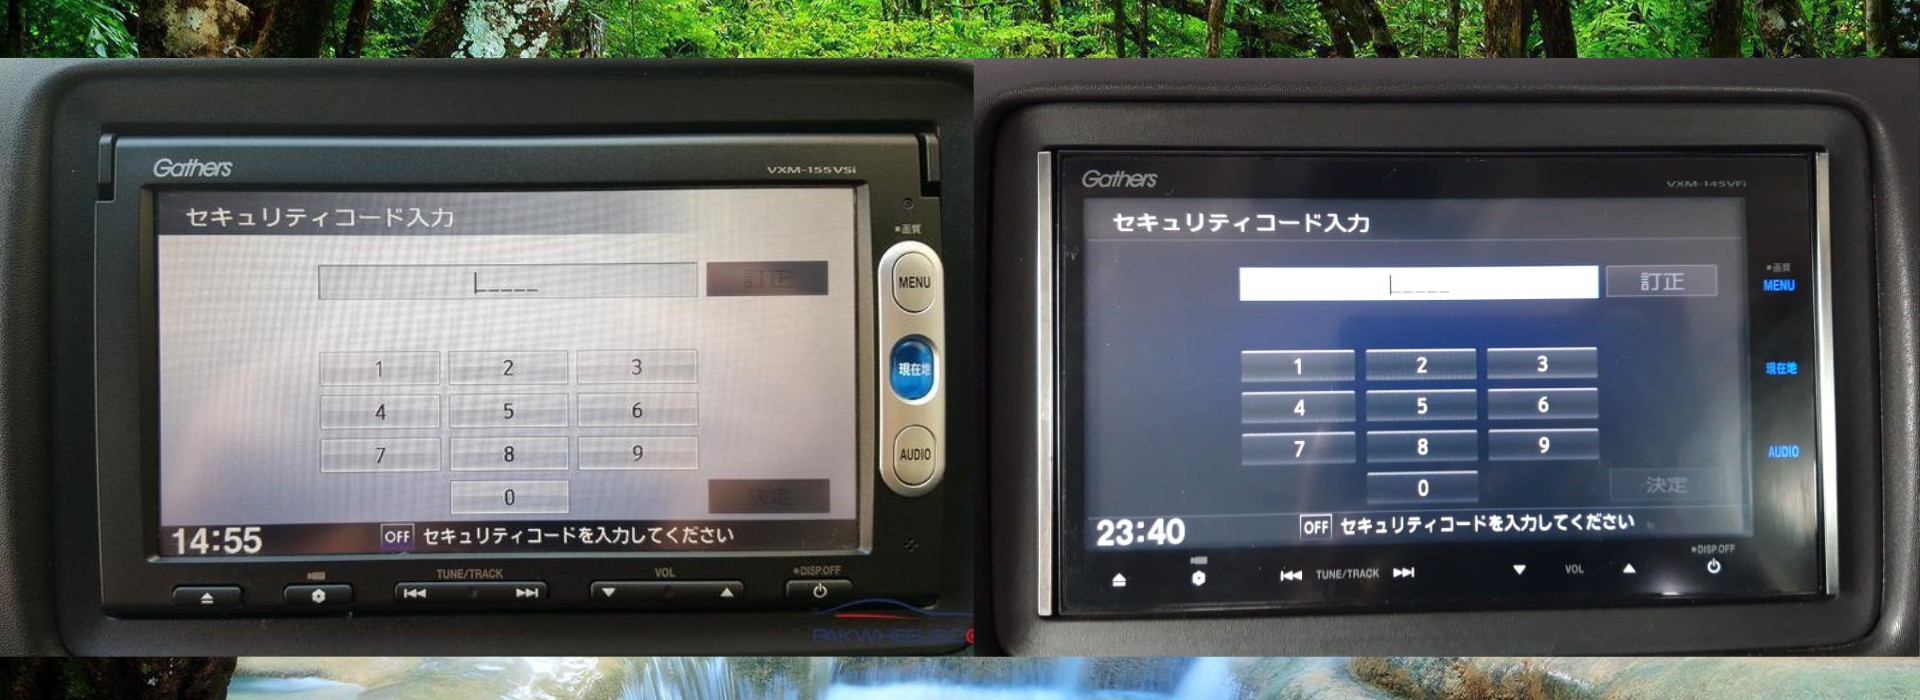 Gathers
VXM-155VSi
セキュリティコード入力
■画質
訂正
MENU
1 2 3
現在地
4 5 6
7 8 9
AUDIO
0
決定
14:55
OFF セキュリティコードを入力してください
TUNE/TRACK
VOL
■DISP.OFF
PAKWHEELS
Gathers
VXM-145VFi
セキュリティコード入力
■画質
訂正
MENU
1 2 3
現在地
4 5 6
7 8 9
AUDIO
0
決定
23:40
OFF セキュリティコードを入力してください
■DISP.OFF
TUNE/TRACK
VOL